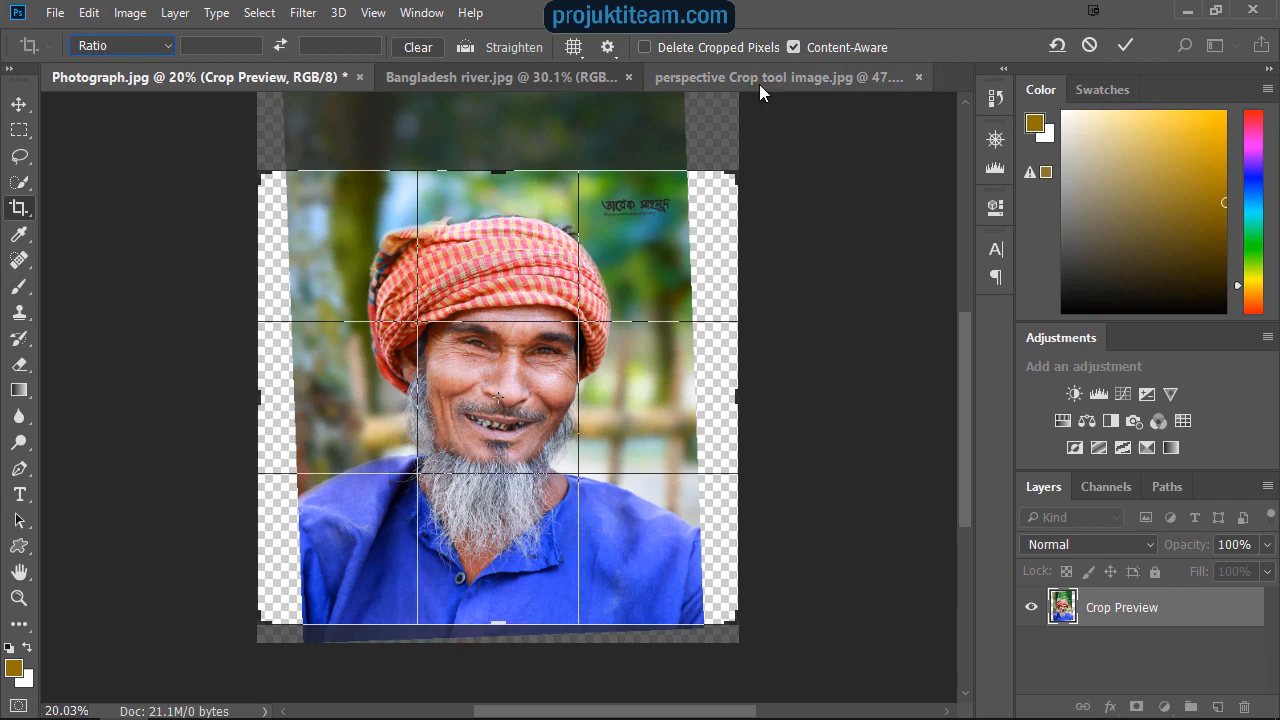 Ps File Edit Image Layer Type Select Filter 3D View Window Help
projuktiteam.com
Ratio Clear Straighten Delete Cropped Pixels Content-Aware
Photograph.jpg @ 20% (Crop Preview, RGB/8) * × Bangladesh river.jpg @ 30.1% (RGB... × perspective Crop tool image.jpg @ 47.... ×
Color Swatches
তারেক মাহমুদ
Adjustments
Add an adjustment
Layers Channels Paths
Kind
Normal Opacity: 100%
Lock: Fill: 100%
Crop Preview
20.03% Doc: 21.1M/0 bytes